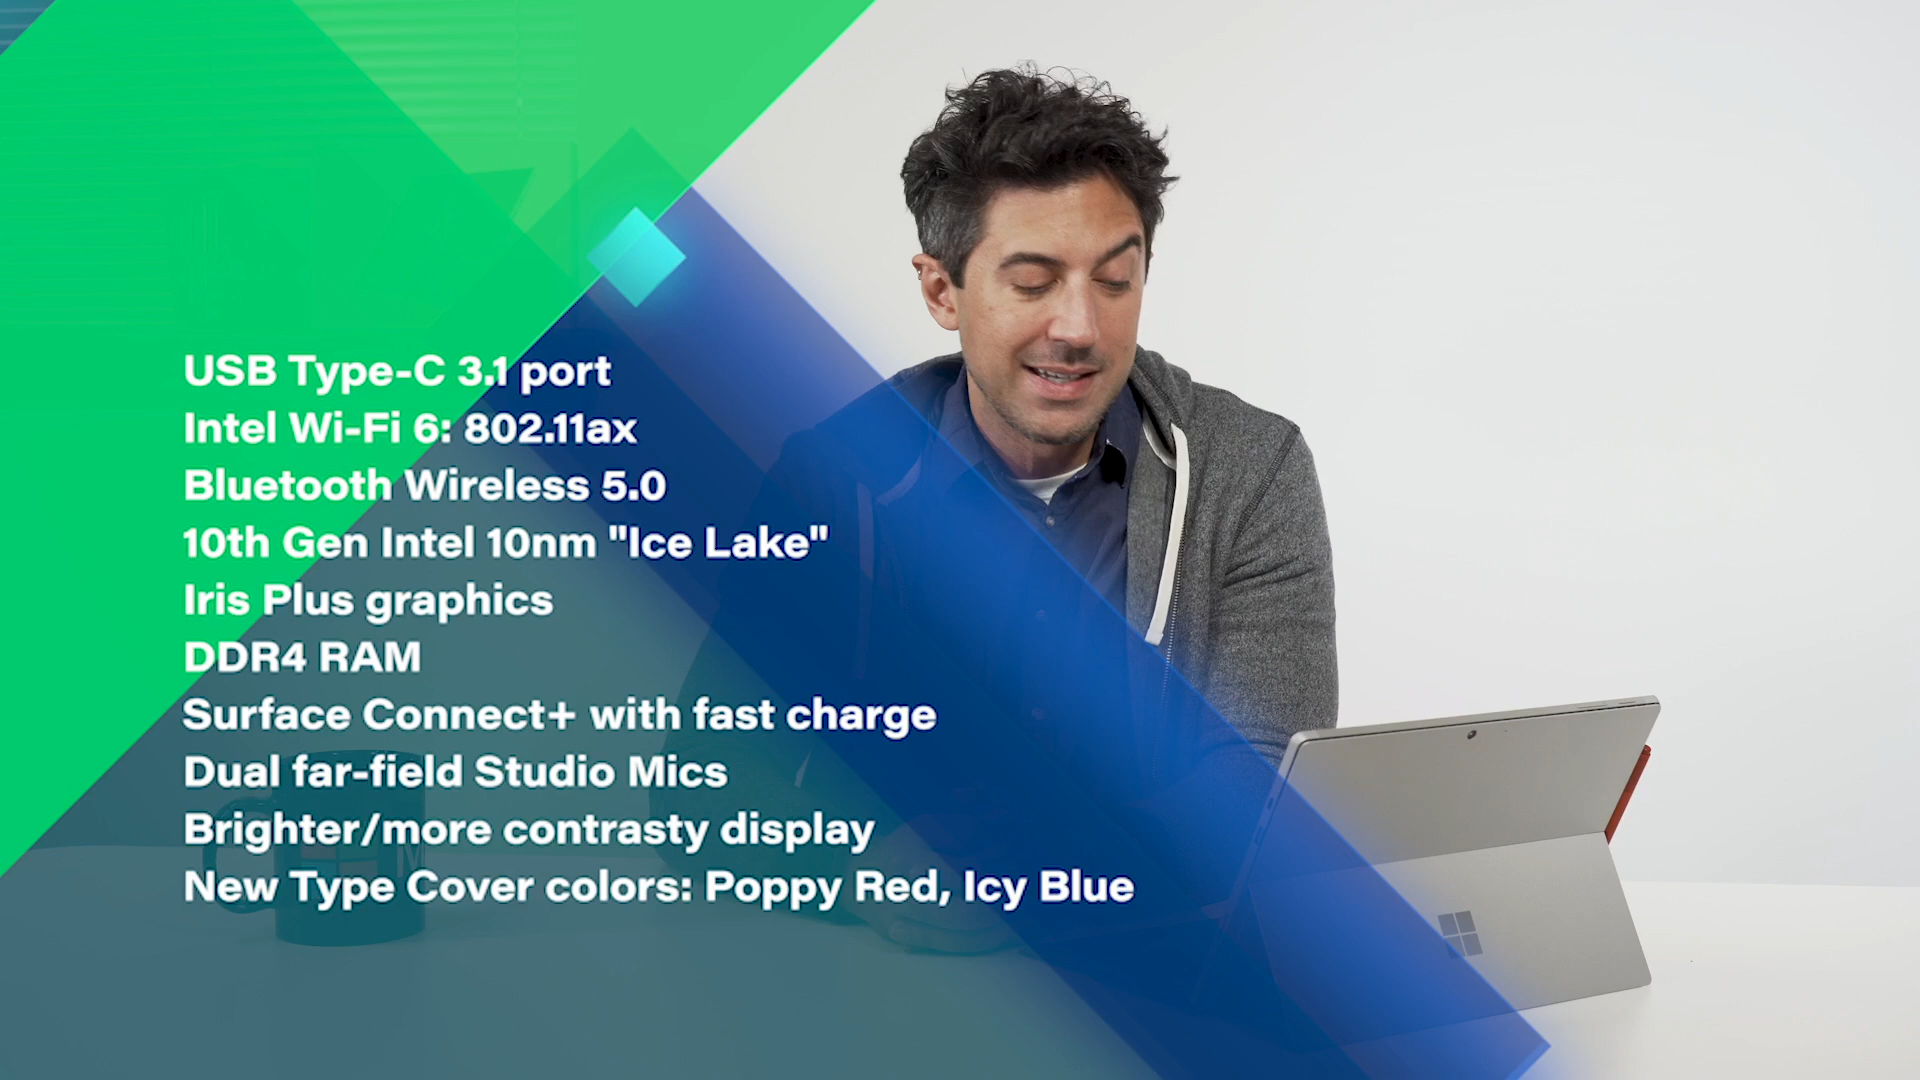 USB Type-C 3.1 port
Intel Wi-Fi 6: 802.11ax
Bluetooth Wireless 5.0
10th Gen Intel 10nm "Ice Lake"
Iris Plus graphics
DDR4 RAM
Surface Connect+ with fast charge
Dual far-field Studio Mics
Brighter/more contrasty display
New Type Cover colors: Poppy Red, Icy Blue